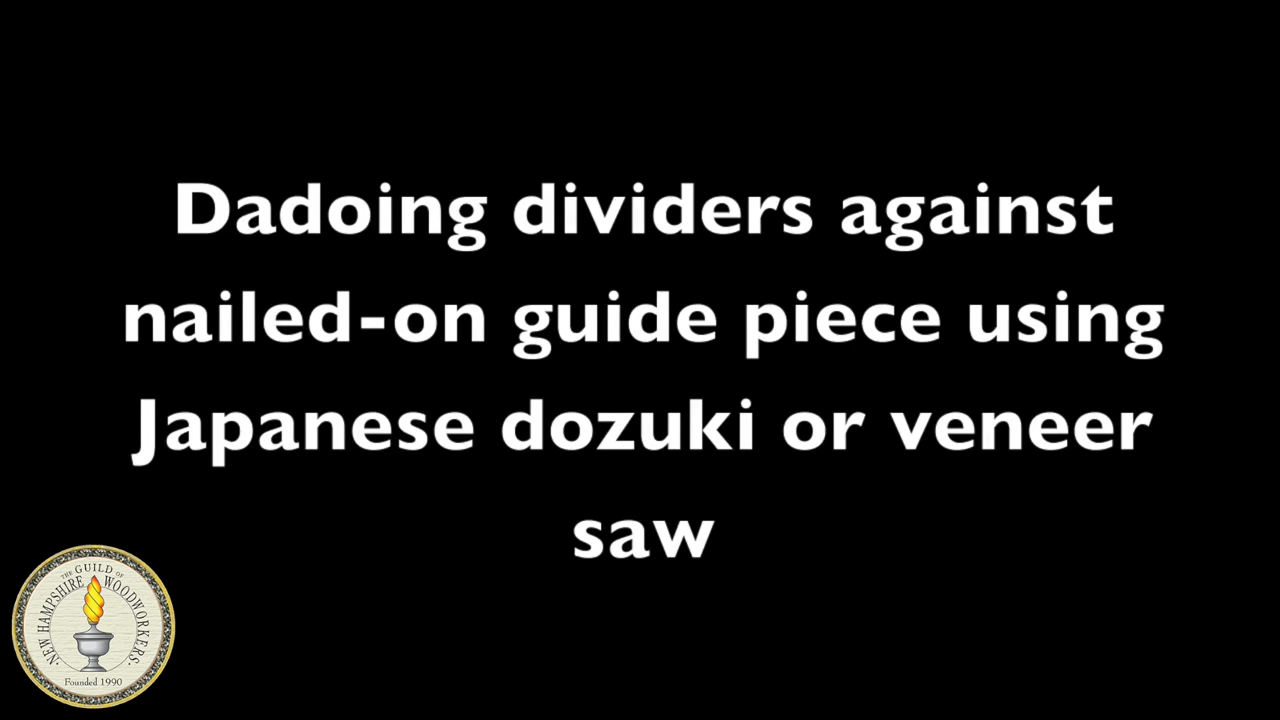 Dadoing dividers against
nailed-on guide piece using
Japanese dozuki or veneer
saw
THE GUILD OF
NEW HAMPSHIRE WOODWORKERS
Founded 1990